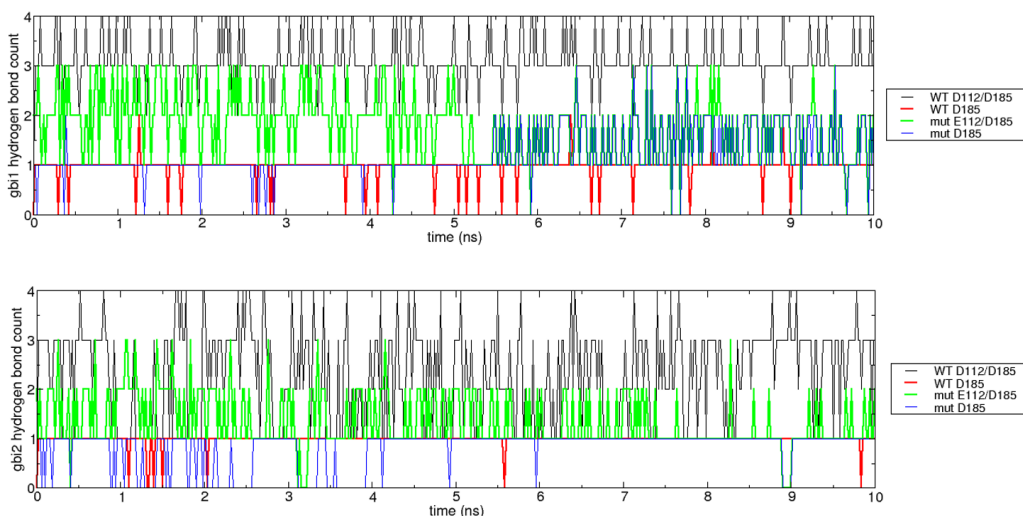 gbi1 hydrogen bond count
4
3
2
1
0
0 1 2 3 4 5 6 7 8 9 10
time (ns)
WT D112/D185
WT D185
mut E112/D185
mut D185
gbi2 hydrogen bond count
4
3
2
1
0
0 1 2 3 4 5 6 7 8 9 10
time (ns)
WT D112/D185
WT D185
mut E112/D185
mut D185